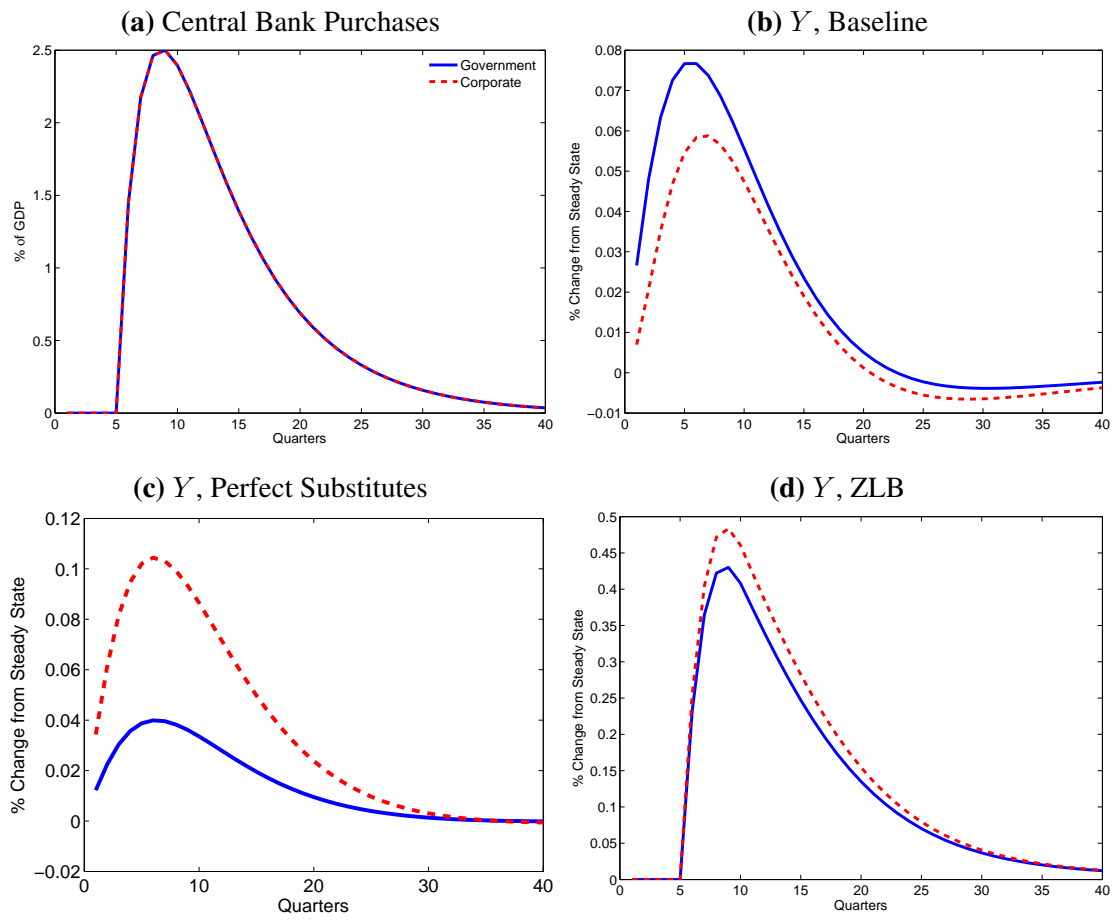 (a) Central Bank Purchases
2.5
2
1.5
1
0.5
0
% of GDP
0 5 10 15 20 25 30 35 40
Quarters
Government
Corporate
(b) Y, Baseline
0.08
0.07
0.06
0.05
0.04
0.03
0.02
0.01
0
−0.01
% Change from Steady State
0 5 10 15 20 25 30 35 40
Quarters
(c) Y, Perfect Substitutes
0.12
0.1
0.08
0.06
0.04
0.02
0
−0.02
% Change from Steady State
0 10 20 30 40
Quarters
(d) Y, ZLB
0.5
0.45
0.4
0.35
0.3
0.25
0.2
0.15
0.1
0.05
0
% Change from Steady State
0 5 10 15 20 25 30 35 40
Quarters